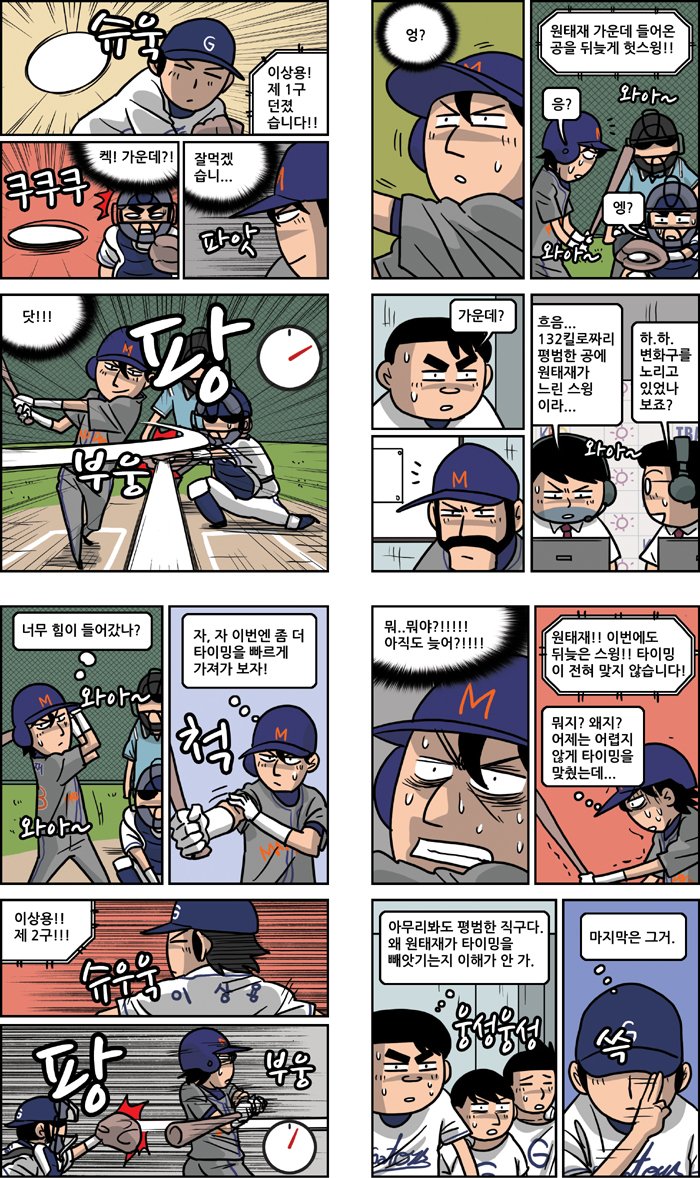 슈욱
G
이상용!
제 1구
던졌
습니다!!
쿠쿠쿠
켁! 가운데?!
잘먹겠
습니...
파앗
닷!!!
팡
부웅
엉?
M
원태재 가운데 들어온
공을 뒤늦게 헛스윙!!
응?
와아~
엥?
와아~
가운데?
M
흐음...
132킬로짜리
평범한 공에
원태재가
느린 스윙
이라...
하.하.
변화구를
노리고
있었나
보죠?
와아~
너무 힘이 들어갔나?
M
와아~
와아~
자, 자 이번엔 좀 더
타이밍을 빠르게
가져가 보자!
M
척
이상용!!
제 2구!!!
G
슈우욱
이상용
팡
부웅
뭐..뭐야?!!!!!
아직도 늦어?!!!!
M
원태재!! 이번에도
뒤늦은 스윙!! 타이밍
이 전혀 맞지 않습니다!
뭐지? 왜지?
어제는 어렵지
않게 타이밍을
맞췄는데...
아무리봐도 평범한 직구다.
왜 원태재가 타이밍을
빼앗기는지 이해가 안 가.
웅성웅성
G
마지막은 그거.
G
쓱